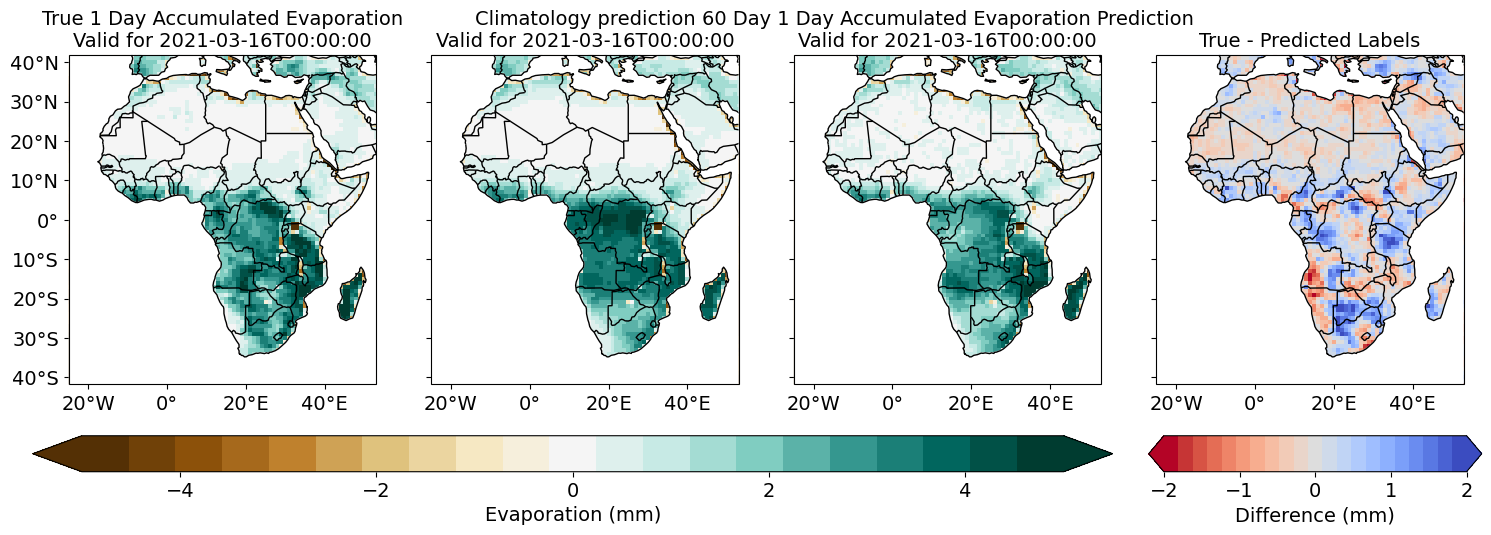 True 1 Day Accumulated Evaporation
Valid for 2021-03-16T00:00:00
Climatology prediction 60 Day 1 Day Accumulated Evaporation Prediction
Valid for 2021-03-16T00:00:00
Valid for 2021-03-16T00:00:00
True - Predicted Labels
40°N
30°N
20°N
10°N
0°
10°S
20°S
30°S
40°S
20°W 0° 20°E 40°E
20°W 0° 20°E 40°E
20°W 0° 20°E 40°E
20°W 0° 20°E 40°E
−4 −2 0 2 4
Evaporation (mm)
−2 −1 0 1 2
Difference (mm)